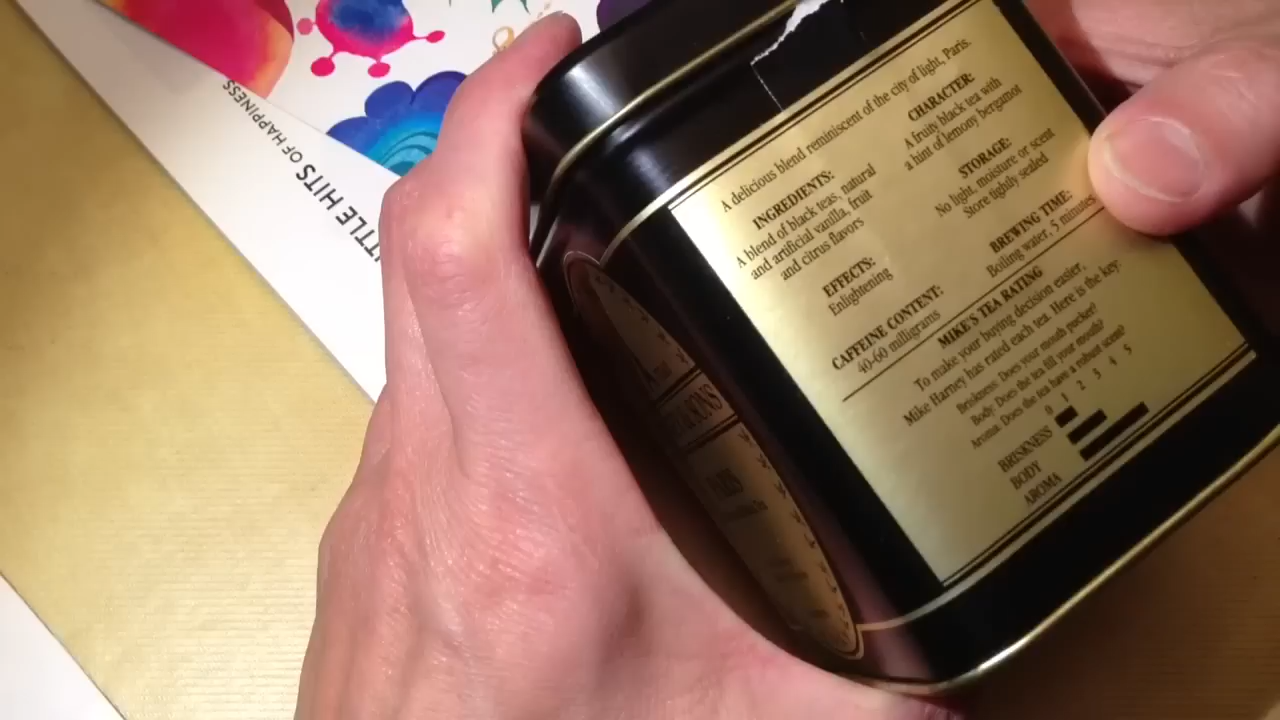 A delicious blend reminiscent of the city of light, Paris.
INGREDIENTS:
A blend of black teas, natural
and artificial vanilla, fruit
and citrus flavors
EFFECTS:
Enlightening
CAFFEINE CONTENT:
40-60 milligrams
CHARACTER:
A fruity black tea with
a hint of lemony bergamot
STORAGE:
No light, moisture or scent
Store tightly sealed
BREWING TIME:
Boiling water, 5 minutes
MIKE'S TEA RATING
To make your buying decision easier,
Mike Harney has rated each tea. Here is the key:
Briskness: Does your mouth pucker?
Body: Does the tea fill your mouth?
Aroma: Does the tea have a robust scent?
0 1 2 3 4 5
BRISKNESS
BODY
AROMA
&SONS
PARIS
TTLE HITS OF HAPPINESS